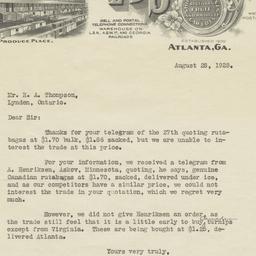 BELL AND POSTAL
TELEPHONE CONNECTIONS
WAREHOUSE ON
L&N, A&W.P. AND GEORGIA
RAILROADS
PRODUCE PLACE.
ESTABLISHED
ATLANTA, GA.
August 28, 1928.
Mr. R. A. Thompson,
Lynden, Ontario.
Dear Sir:
Thanks for your telegram of the 27th quoting ruta-
bagas at $1.70 bulk, $1.86 sacked, but we are unable to in-
terest the trade at this price.
For your information, we received a telegram from
A. Henriksen, Askov, Minnesota, quoting, he says, genuine
Canadian rutabagas at $1.70, sacked, delivered under ice,
and as our competitors have a similar price, we could not
interest the trade in your quotation, which we regret very
much.
However, we did not give Henriksen an order, as
the trade still feel that it is a little early to buy turnips
except from Virginia. These are being bought at $1.25, de-
livered Atlanta.
Yours very truly,